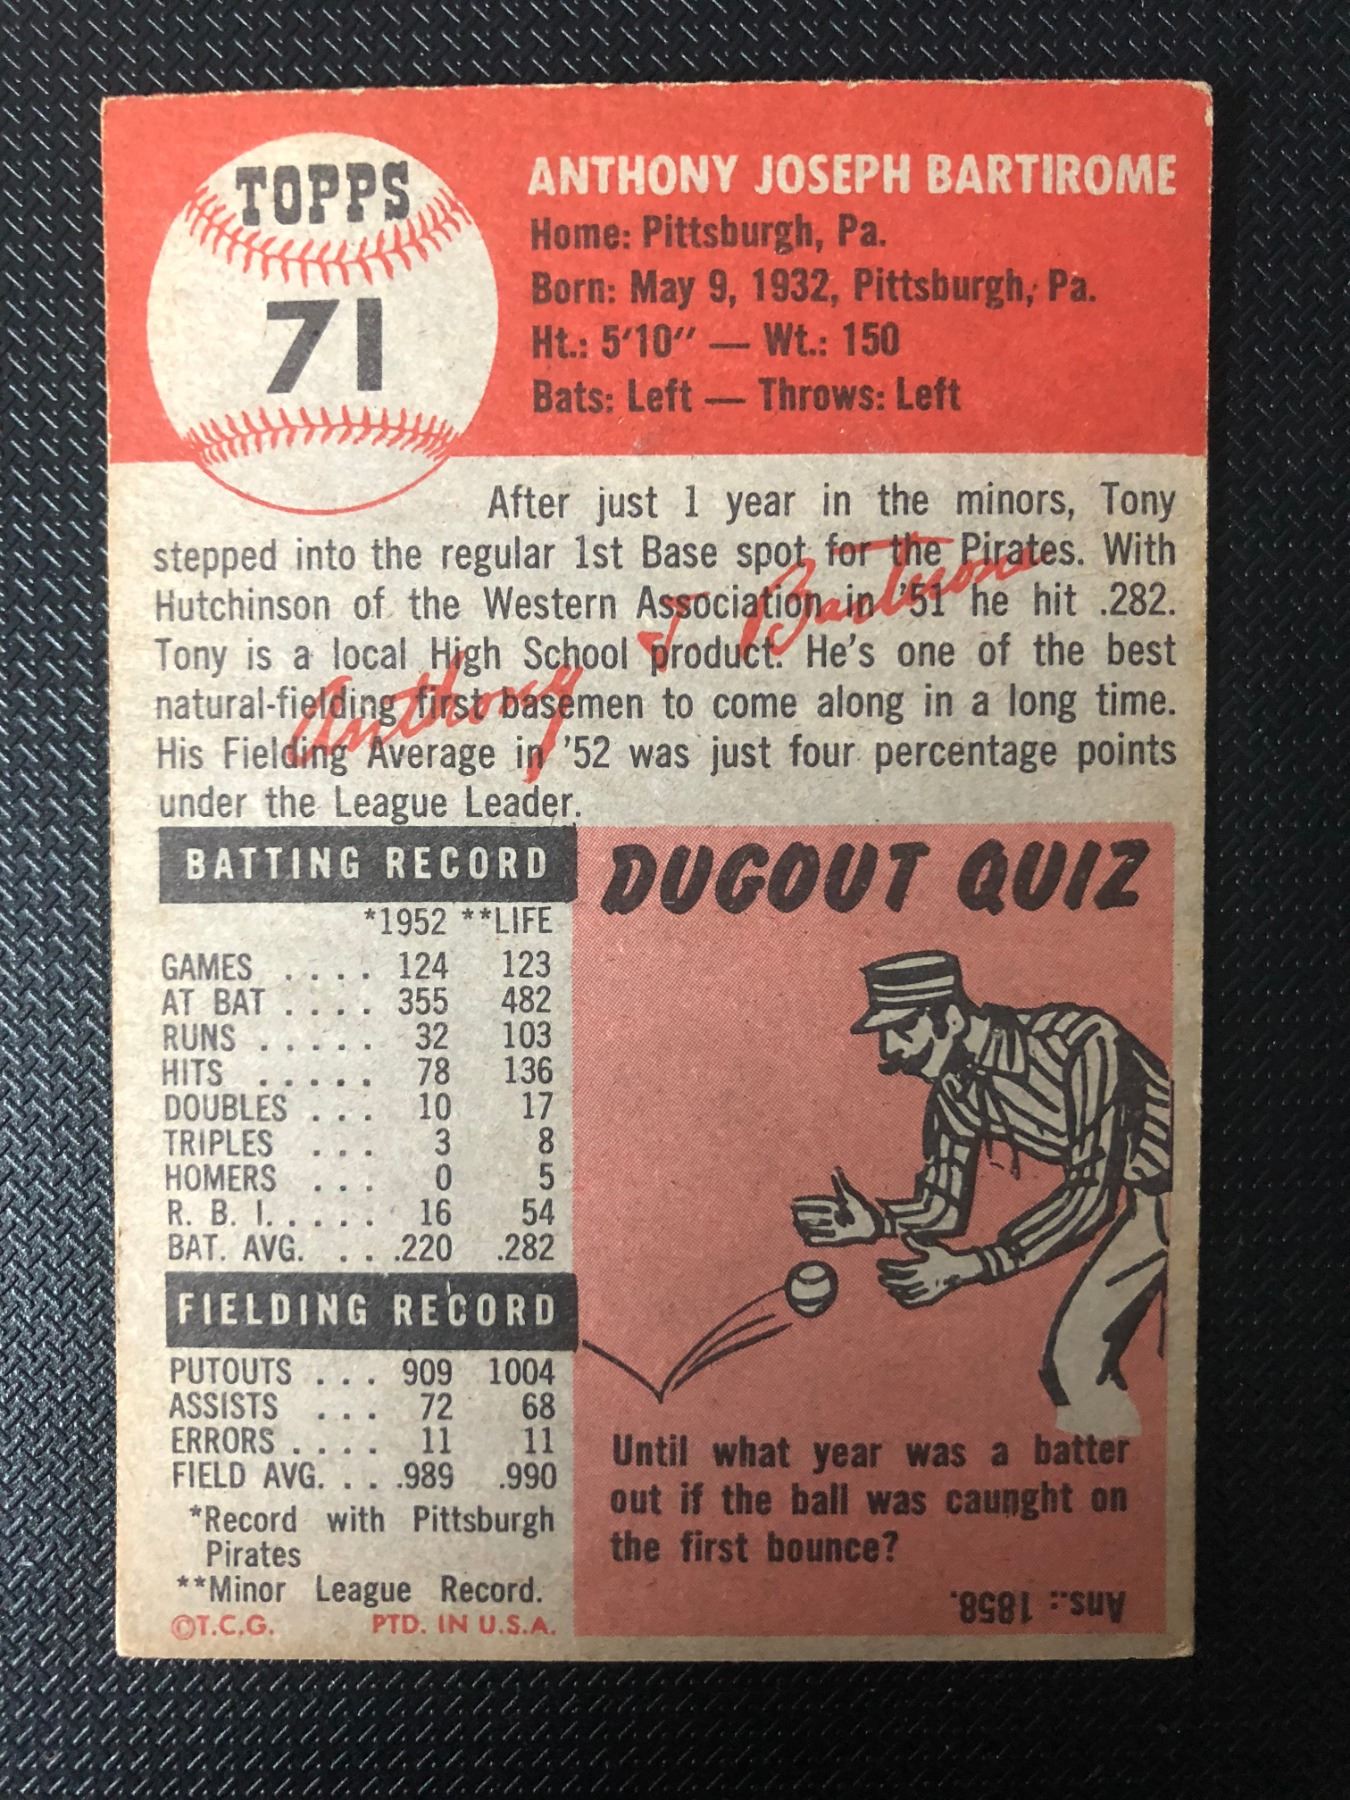 TOPPS
71
ANTHONY JOSEPH BARTIROME
Home: Pittsburgh, Pa.
Born: May 9, 1932, Pittsburgh, Pa.
Ht.: 5'10" — Wt.: 150
Bats: Left — Throws: Left
After just 1 year in the minors, Tony
stepped into the regular 1st Base spot for the Pirates. With
Hutchinson of the Western Association in '51 he hit .282.
Tony is a local High School product. He's one of the best
natural-fielding first basemen to come along in a long time.
His Fielding Average in '52 was just four percentage points
under the League Leader.
Anthony J Bartirome
BATTING RECORD
*1952 **LIFE
GAMES .... 124 123
AT BAT .... 355 482
RUNS ..... 32 103
HITS ..... 78 136
DOUBLES ... 10 17
TRIPLES ... 3 8
HOMERS ... 0 5
R. B. I..... 16 54
BAT. AVG. ... .220 .282
FIELDING RECORD
PUTOUTS ... 909 1004
ASSISTS ... 72 68
ERRORS .... 11 11
FIELD AVG. ... .989 .990
*Record with Pittsburgh
Pirates
**Minor League Record.
©T.C.G. PTD. IN U.S.A.
DUGOUT QUIZ
Until what year was a batter
out if the ball was caunght on
the first bounce?
Ans.: 1858.